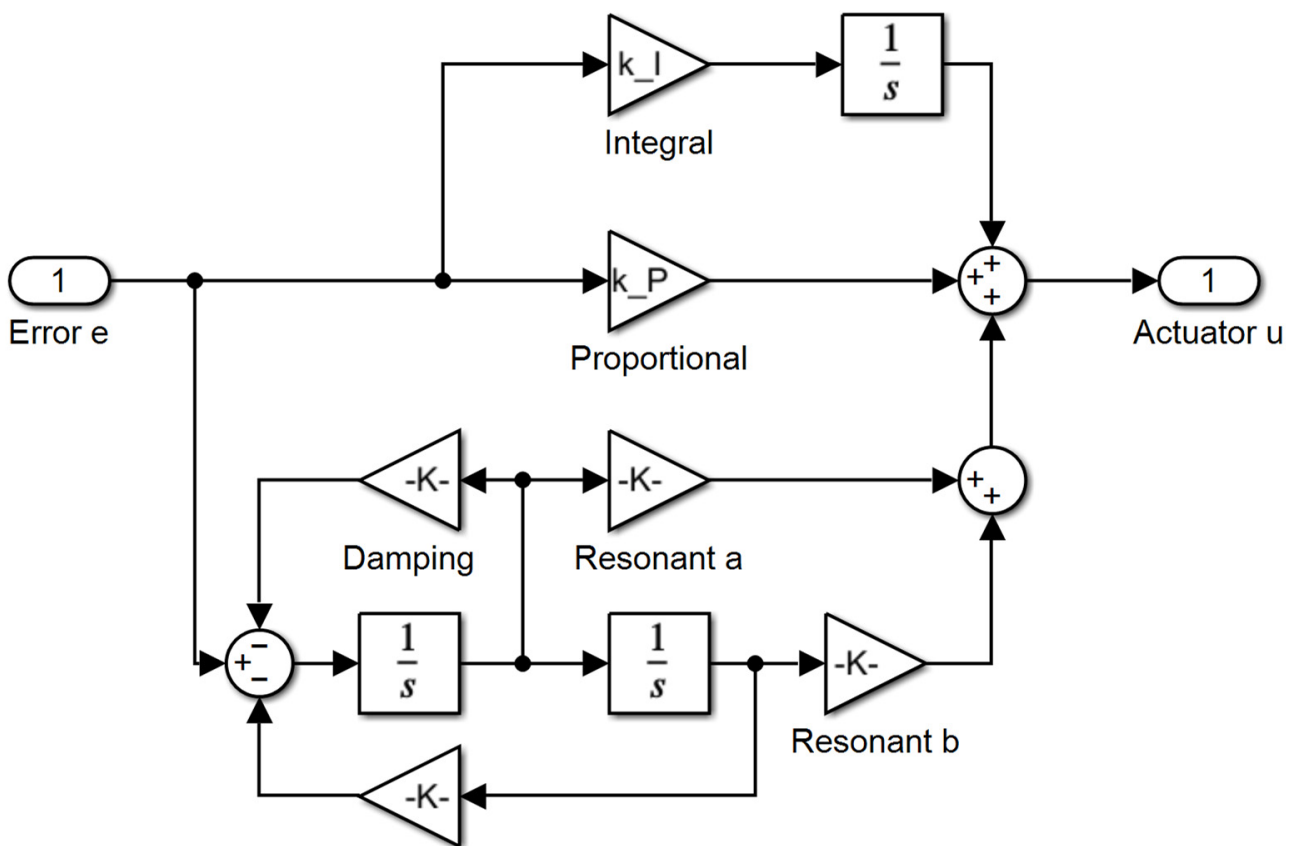 k_I
1
s
Integral
1
Error e
k_P
Proportional
+
+
+
1
Actuator u
-K-
Damping
-K-
Resonant a
+
+
−
+
−
1
s
1
s
-K-
Resonant b
-K-